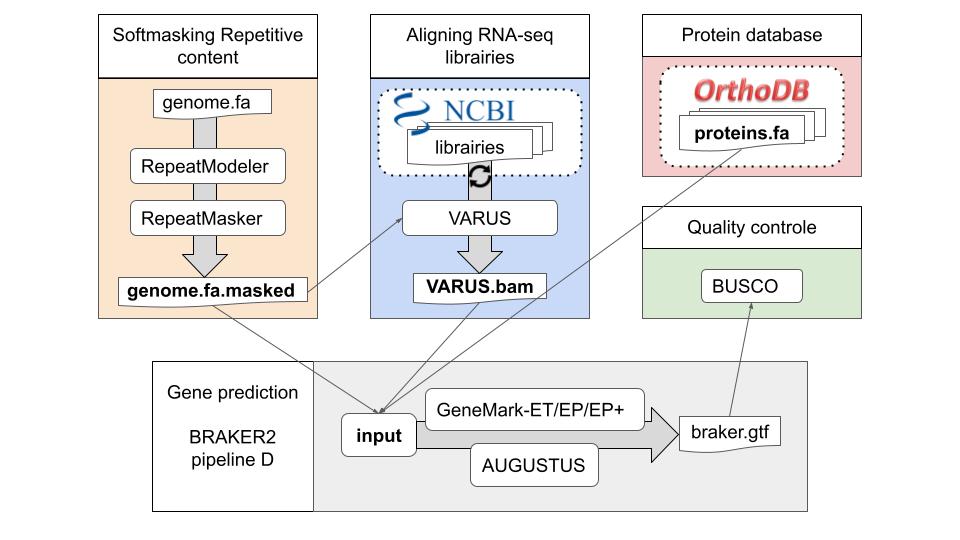 Softmasking Repetitive
content
genome.fa
RepeatModeler
RepeatMasker
genome.fa.masked
Aligning RNA-seq
librairies
NCBI
librairies
VARUS
VARUS.bam
Protein database
OrthoDB
proteins.fa
Quality controle
BUSCO
Gene prediction
BRAKER2
pipeline D
input
GeneMark-ET/EP/EP+
AUGUSTUS
braker.gtf